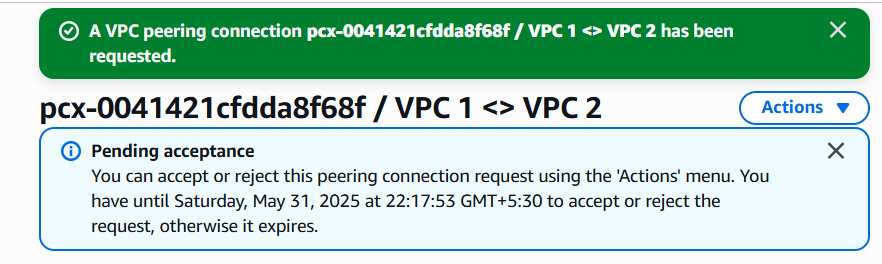 A VPC peering connection pcx-0041421cfdda8f68f / VPC 1 <> VPC 2 has been
requested.
pcx-0041421cfdda8f68f / VPC 1 <> VPC 2
Actions
Pending acceptance
You can accept or reject this peering connection request using the 'Actions' menu. You
have until Saturday, May 31, 2025 at 22:17:53 GMT+5:30 to accept or reject the
request, otherwise it expires.